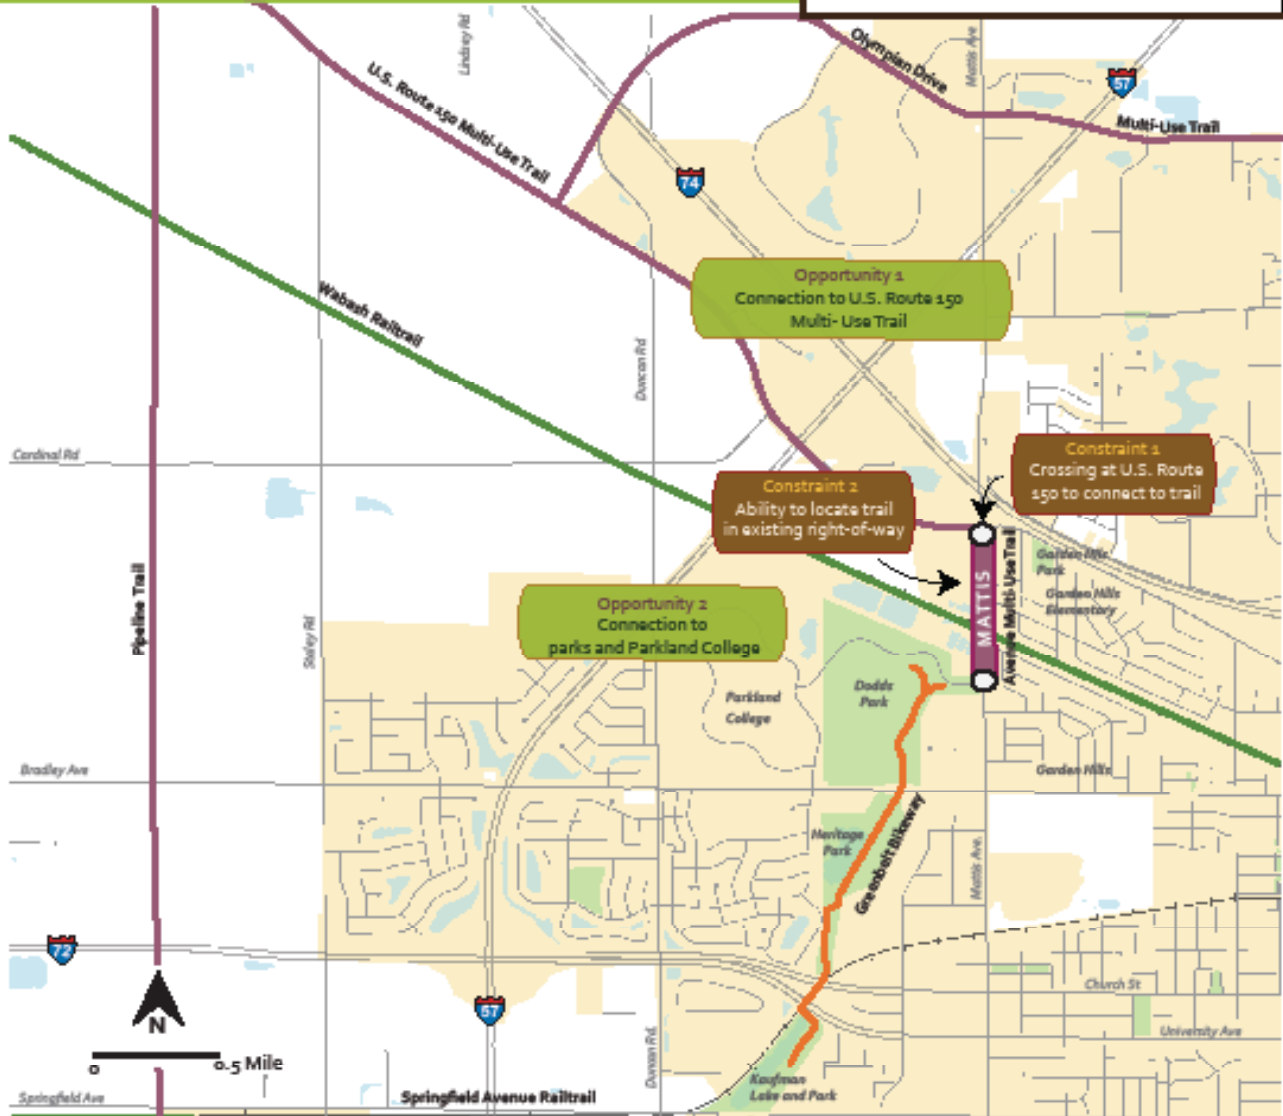 Lindsey Rd
Mattis Ave
Olympian Drive
57
Multi-Use Trail
U.S. Route 150 Multi-Use Trail
74
Opportunity 1
Connection to U.S. Route 150
Multi- Use Trail
Wabash Railtrail
Duncan Rd
Cardinal Rd
Constraint 1
Crossing at U.S. Route
150 to connect to trail
Constraint 2
Ability to locate trail
in existing right-of-way
Garden Hills
Park
Garden Hills
Elementary
MATTIS
Avenue Multi-Use Trail
Pipeline Trail
Staley Rd
Opportunity 2
Connection to
parks and Parkland College
Parkland
College
Dodds
Park
Bradley Ave
Garden Hills
Heritage
Park
Greenbelt Bikeway
Mattis Ave.
72
57
Church St
University Ave
N
0
0.5 Mile
Duncan Rd.
Kaufman
Lake and Park
Springfield Ave
Springfield Avenue Railtrail